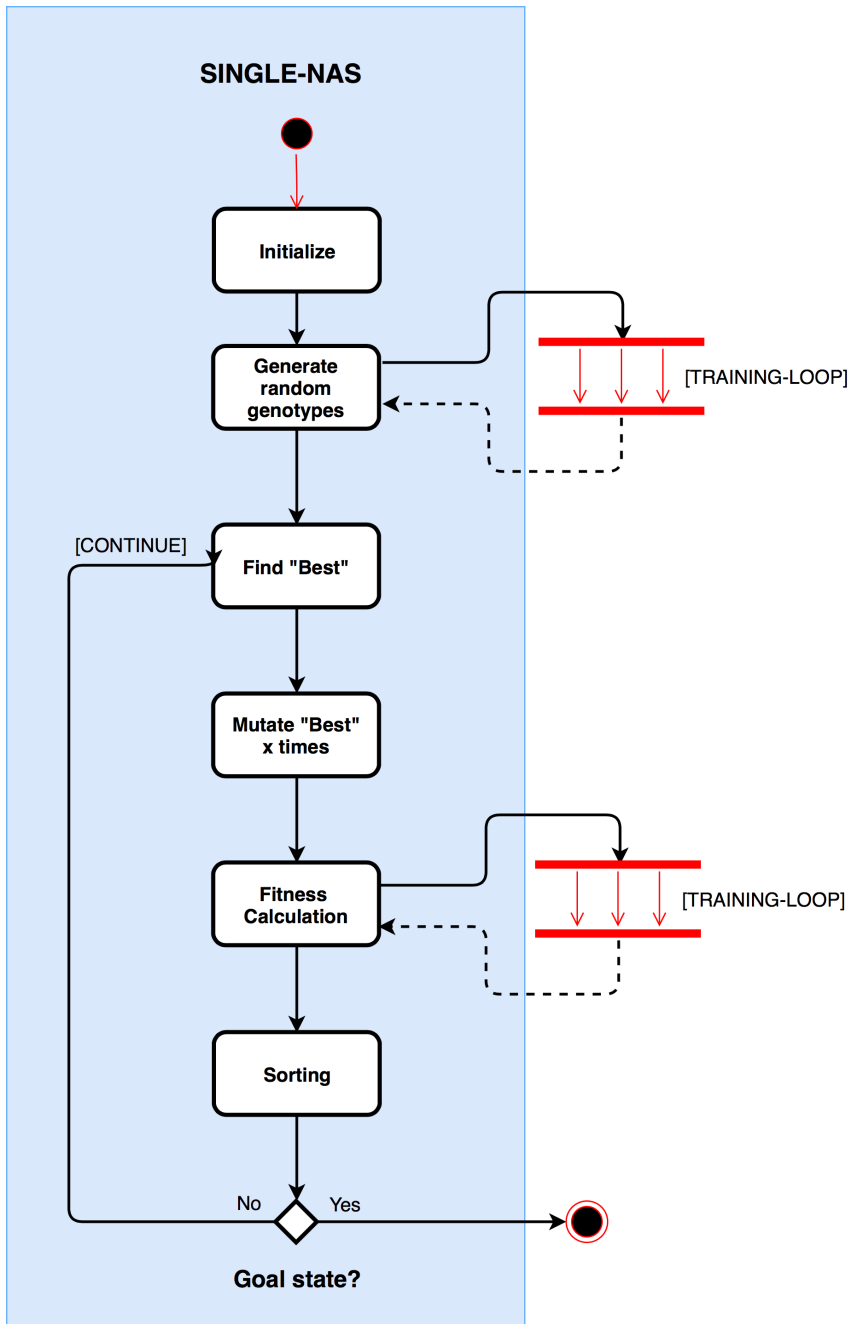 SINGLE-NAS
Initialize
Generate
random
genotypes
[TRAINING-LOOP]
[CONTINUE]
Find "Best"
Mutate "Best"
x times
Fitness
Calculation
[TRAINING-LOOP]
Sorting
No
Yes
Goal state?